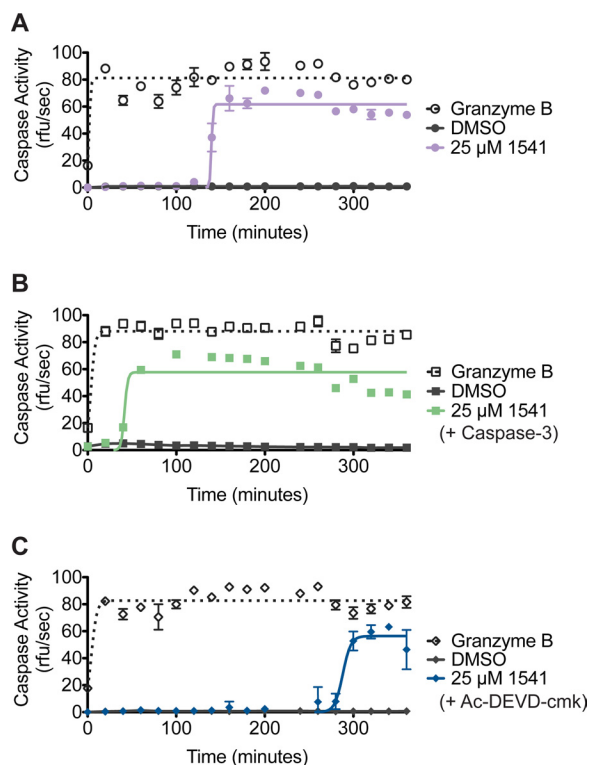 A
Caspase Activity
(rfu/sec)
100
80
60
40
20
0
0 100 200 300
Time (minutes)
Granzyme B
DMSO
25 µM 1541
B
Caspase Activity
(rfu/sec)
100
80
60
40
20
0
0 100 200 300
Time (minutes)
Granzyme B
DMSO
25 µM 1541
(+ Caspase-3)
C
Caspase Activity
(rfu/sec)
100
80
60
40
20
0
0 100 200 300
Time (minutes)
Granzyme B
DMSO
25 µM 1541
(+ Ac-DEVD-cmk)